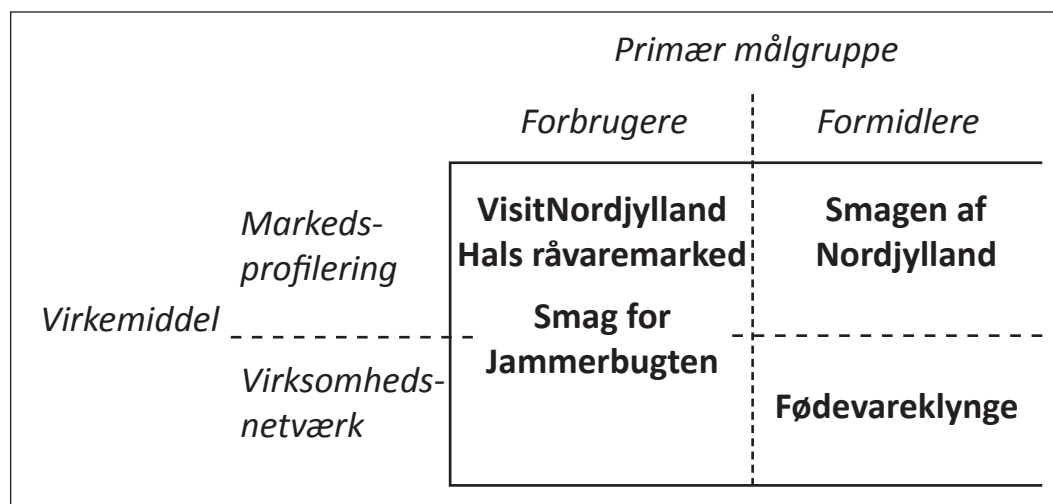 Primær målgruppe
Forbrugere
Formidlere
Markeds-
profilering
VisitNordjylland
Hals råvaremarked
Smagen af
Nordjylland
Virkemiddel
Smag for
Jammerbugten
Virksomheds-
netværk
Fødevareklynge